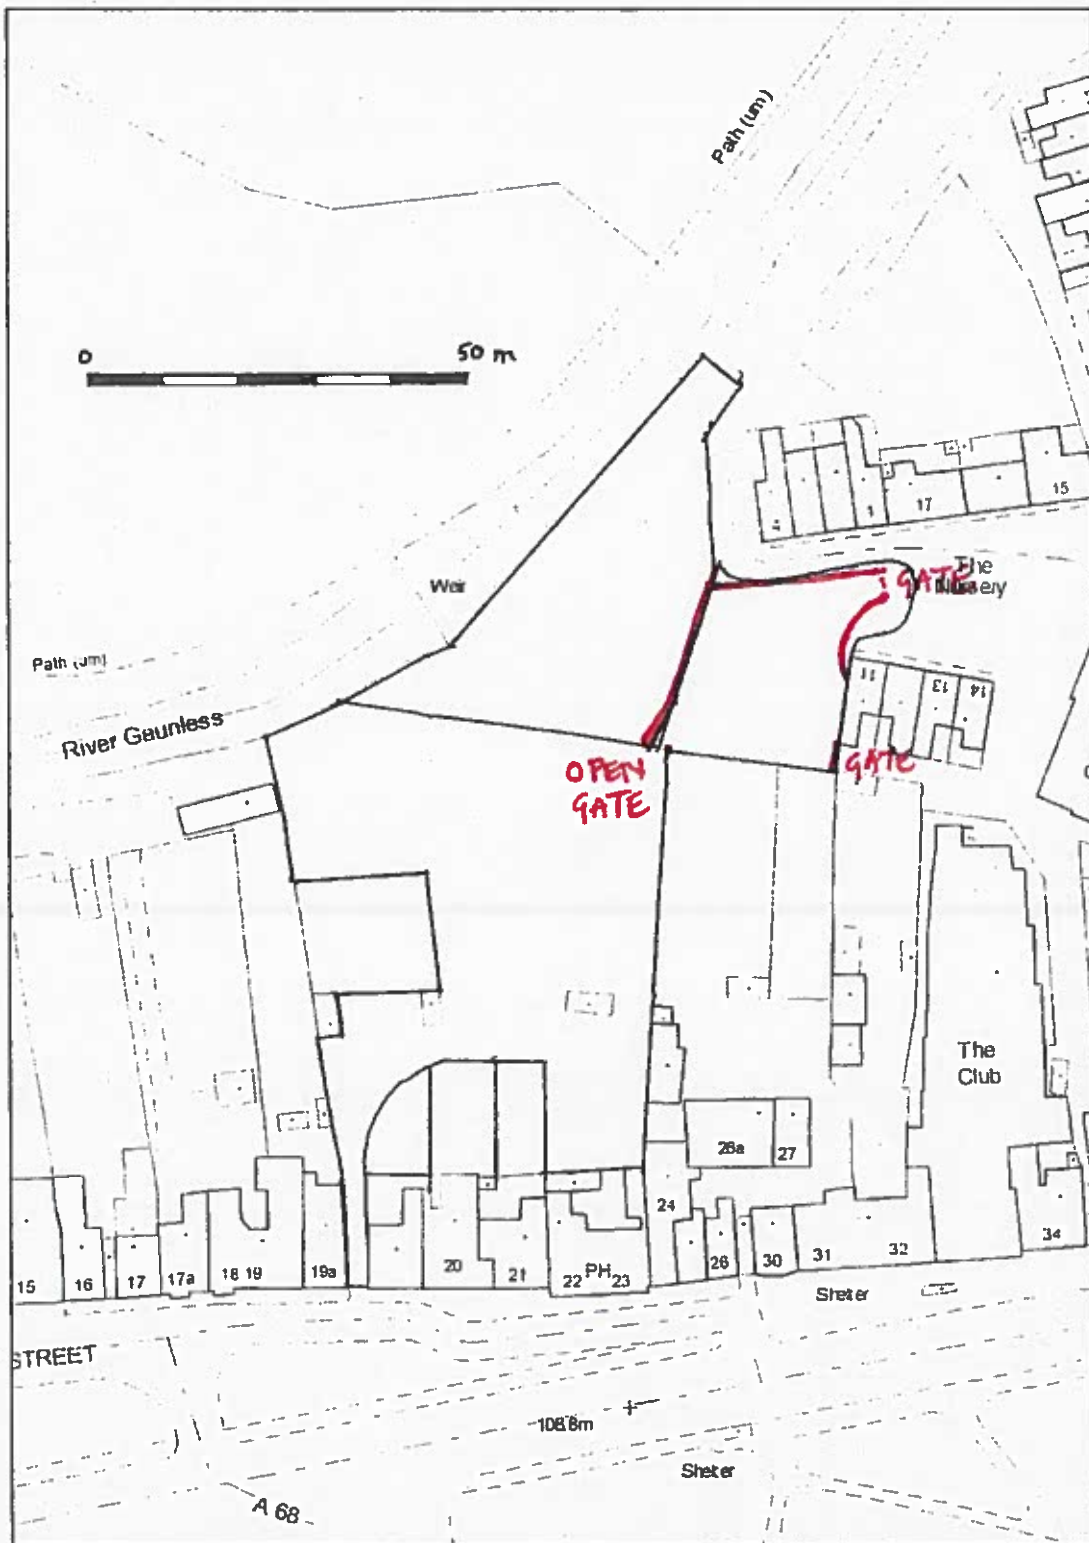 Path (um)
0
50 m
4
1
17
15
The
Nursery
GATE
Weir
Path (um)
11
13
14
River Gaunless
OPEN
GATE
GATE
The
Club
26a
27
24
34
20
PH
32
19a
26
30
31
15
16
17
17a
18
19
21
22
23
Shelter
STREET
108.8m
Shelter
A 68